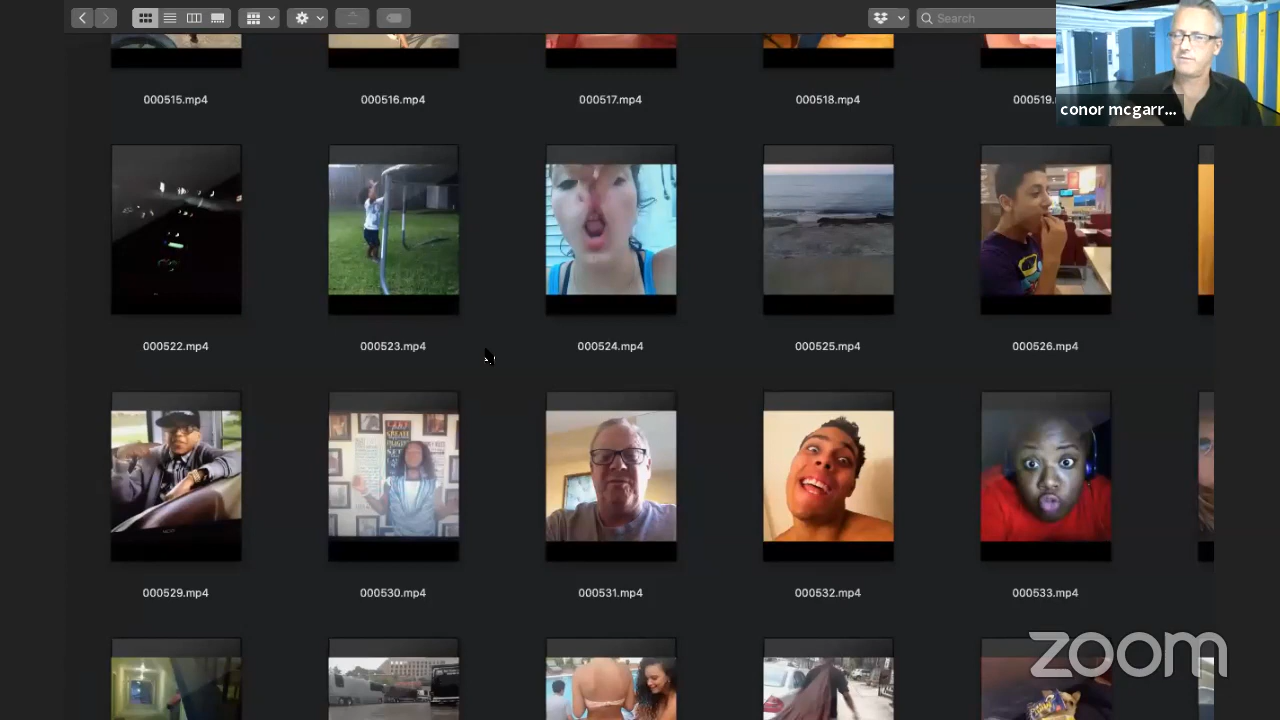 Search
conor mcgarr...
000515.mp4
000516.mp4
000517.mp4
000518.mp4
000519.
000522.mp4
000523.mp4
000524.mp4
000525.mp4
000526.mp4
000529.mp4
000530.mp4
000531.mp4
000532.mp4
000533.mp4
zoom